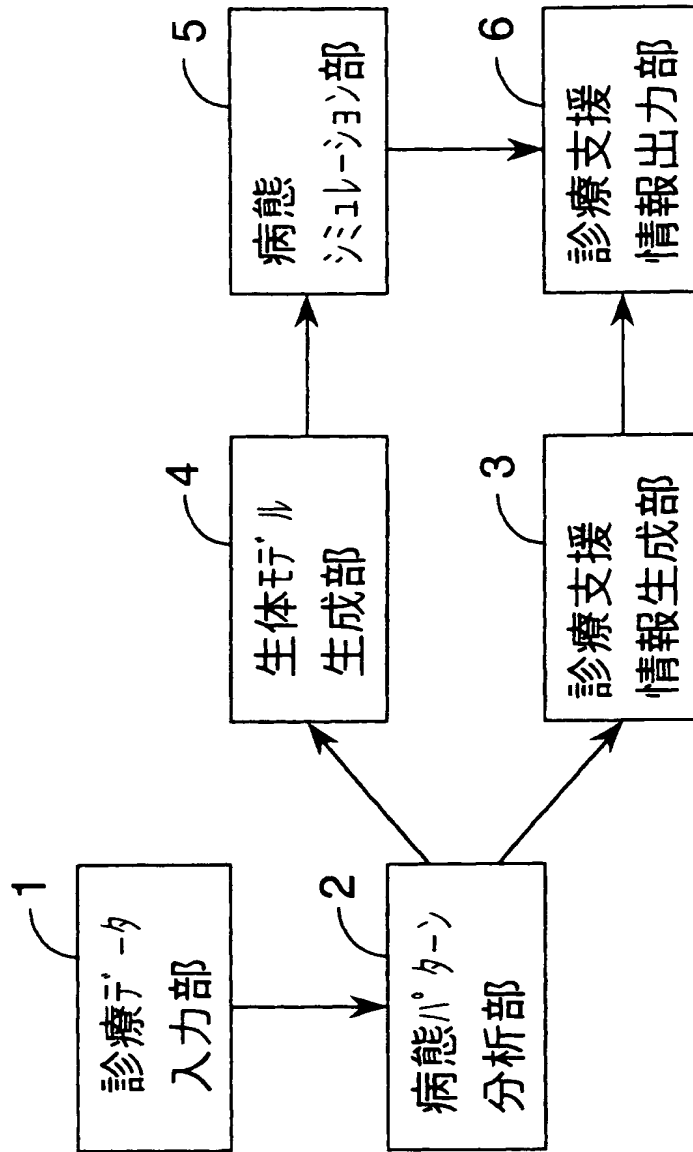 1
診療データ
入力部
2
病態パターン
分析部
4
生体モデル
生成部
3
診療支援
情報生成部
5
病態
シミュレーション部
6
診療支援
情報出力部